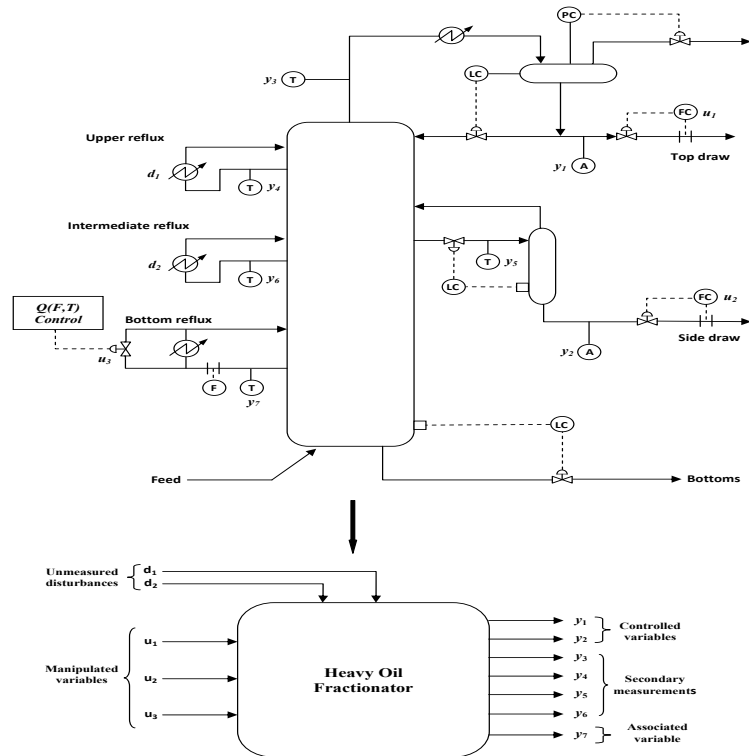 PC
LC
y3
T
FC
u1
Upper reflux
A
y1
Top draw
d1
T
y4
Intermediate reflux
d2
T
y6
T
y5
LC
Q(F,T)
Control
Bottom reflux
FC
u2
u3
y2
A
Side draw
F
T
y7
LC
Feed
Bottoms
Unmeasured
disturbances
d1
d2
Manipulated
variables
u1
u2
u3
Heavy Oil
Fractionator
y1
y2
y3
y4
y5
y6
y7
Controlled
variables
Secondary
measurements
Associated
variable